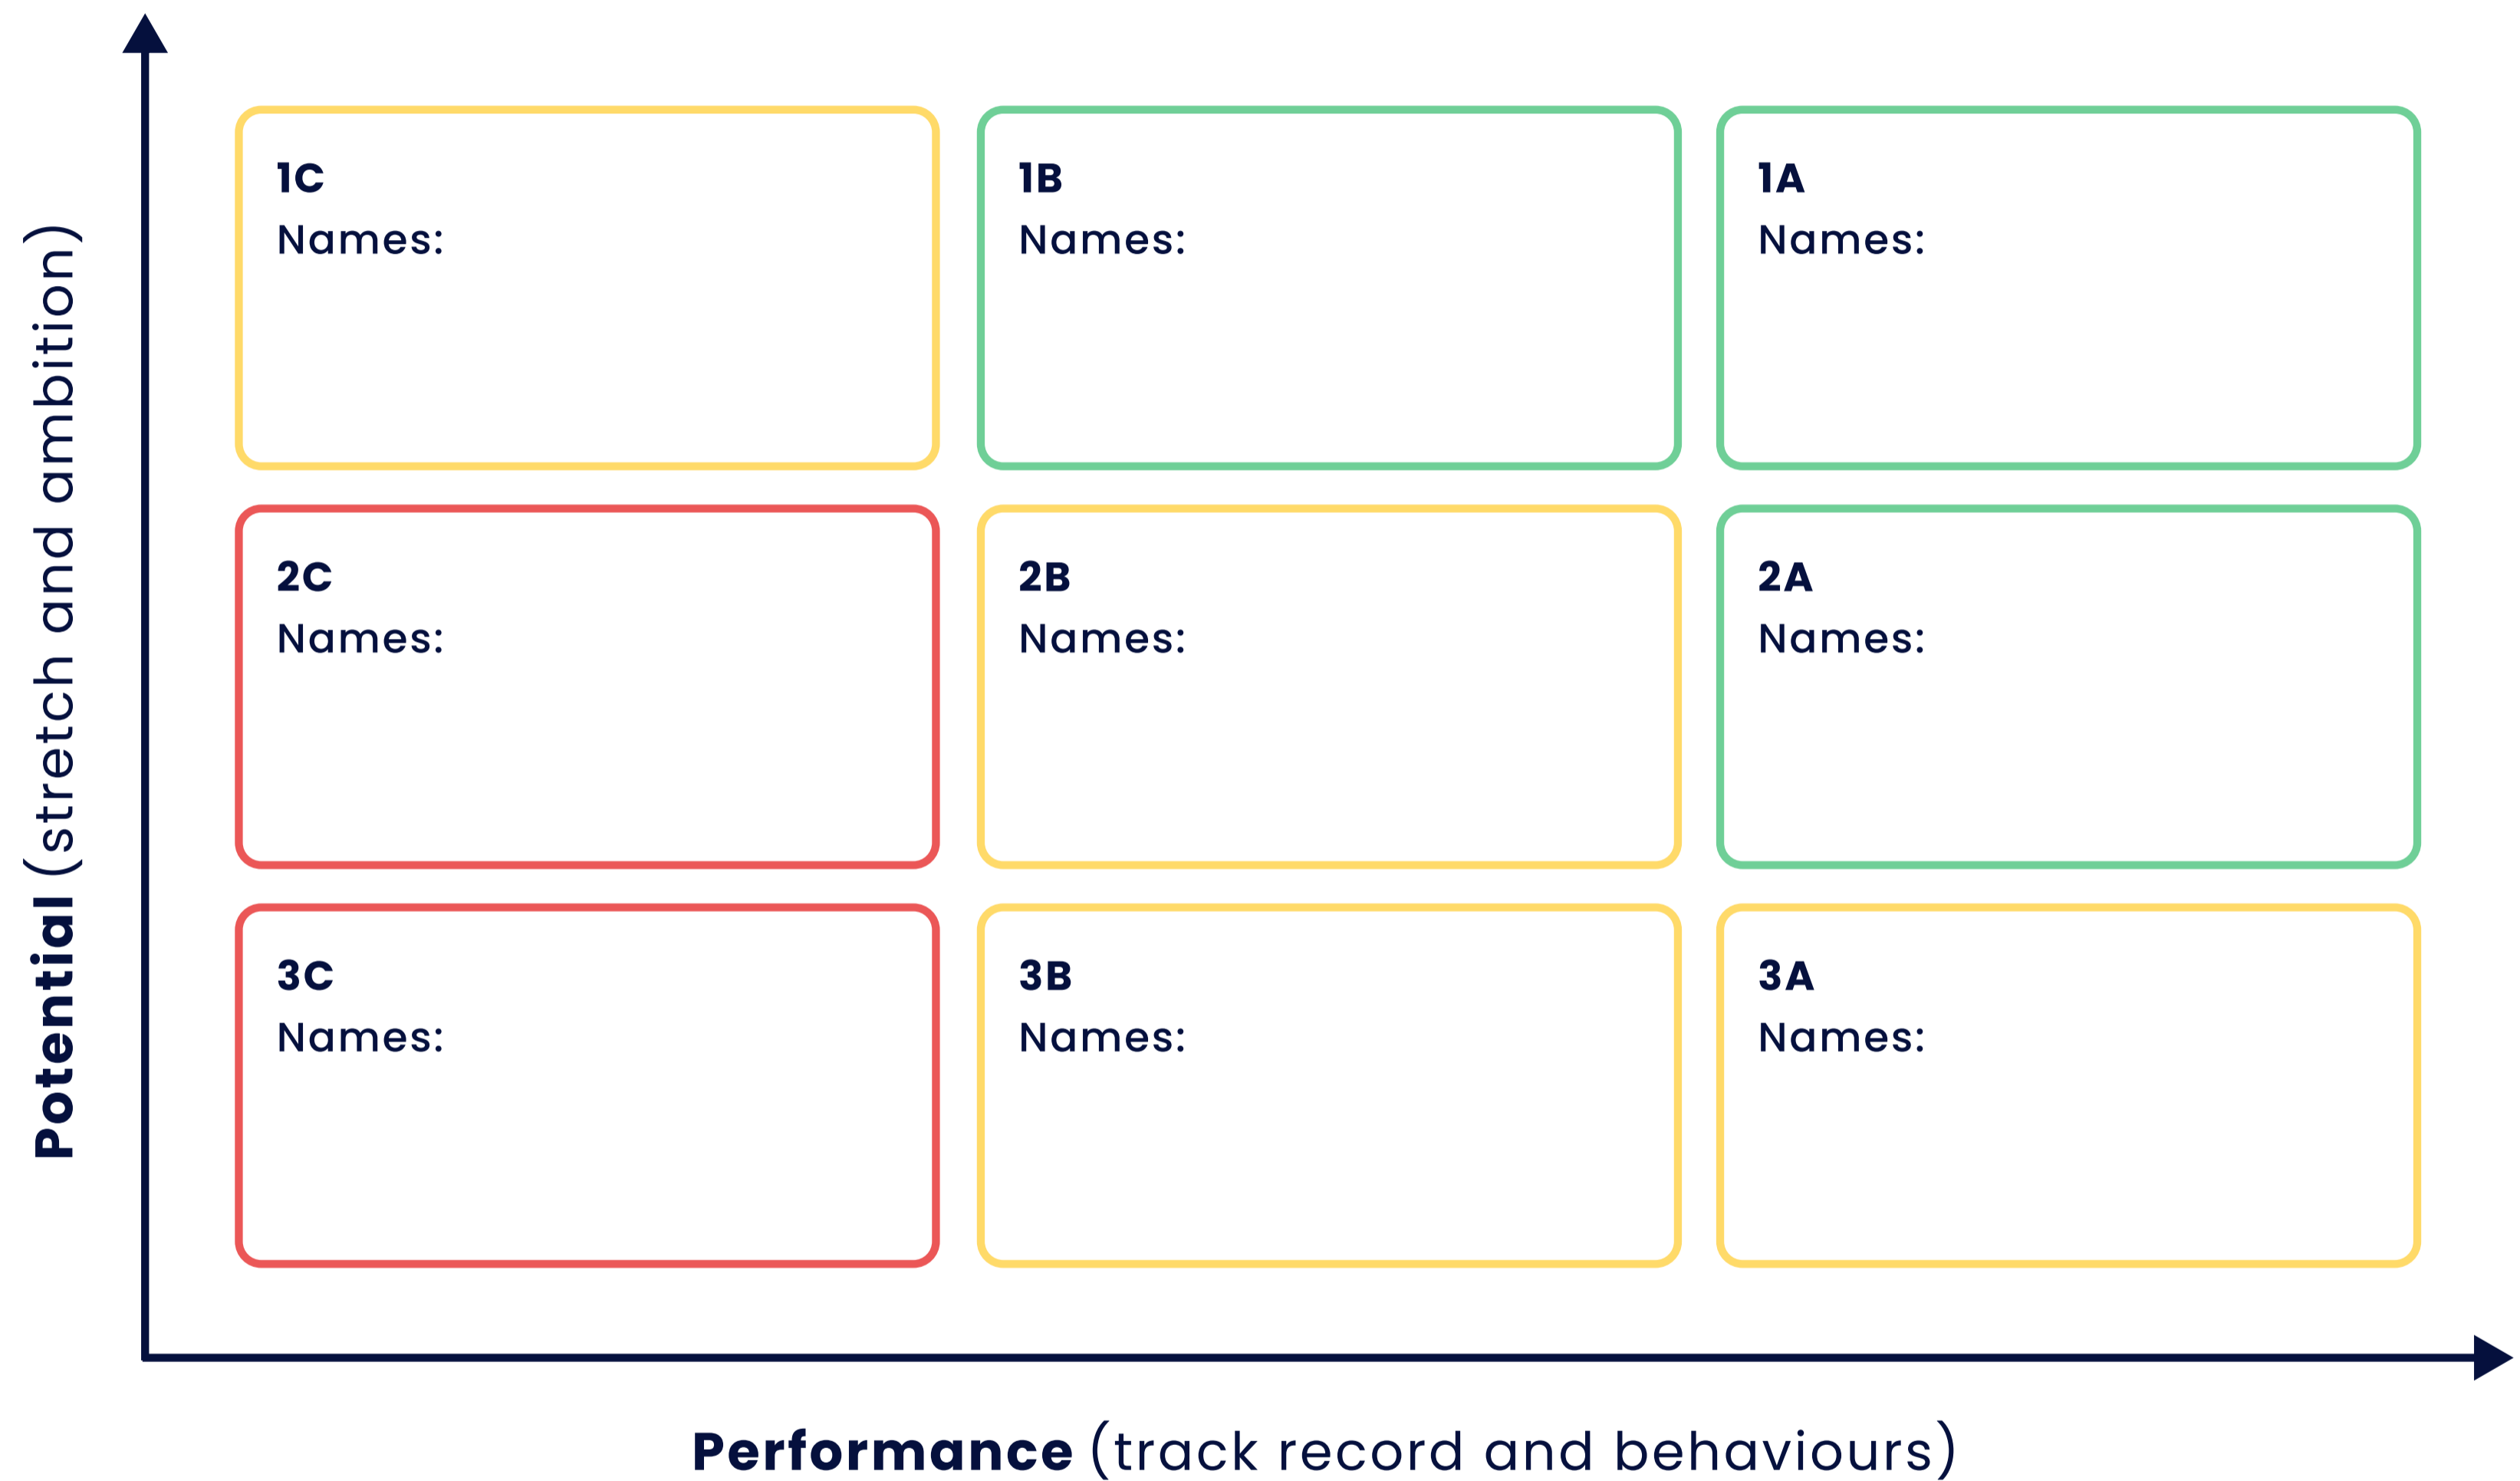 Potential (stretch and ambition)
1C
Names:
1B
Names:
1A
Names:
2C
Names:
2B
Names:
2A
Names:
3C
Names:
3B
Names:
3A
Names:
Performance (track record and behaviours)